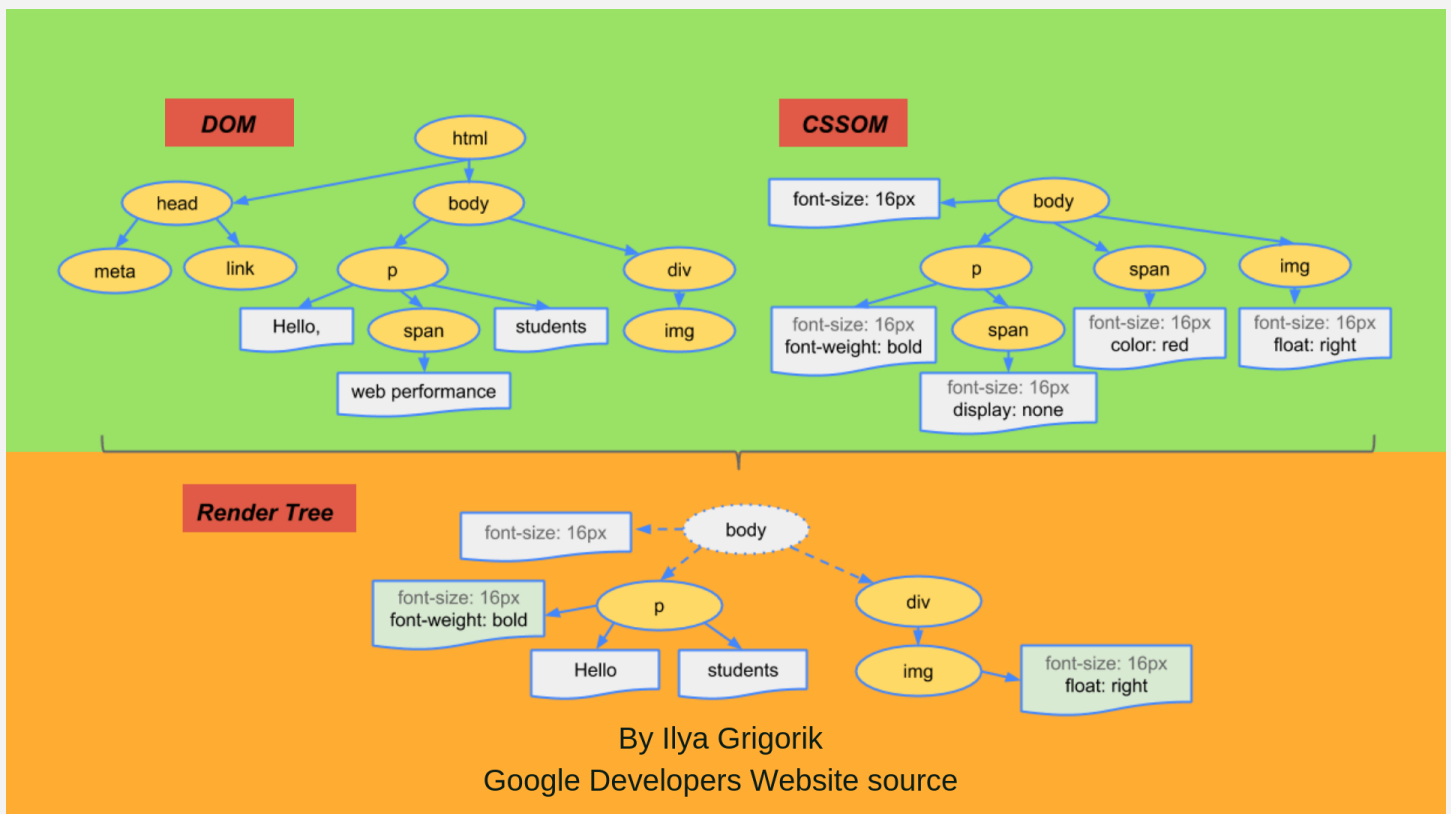 DOM
html
head
body
meta
link
p
div
Hello,
span
students
img
web performance
CSSOM
font-size: 16px
body
p
span
img
font-size: 16px
font-weight: bold
span
font-size: 16px
color: red
font-size: 16px
float: right
font-size: 16px
display: none
Render Tree
font-size: 16px
body
font-size: 16px
font-weight: bold
p
div
Hello
students
img
font-size: 16px
float: right
By Ilya Grigorik
Google Developers Website source